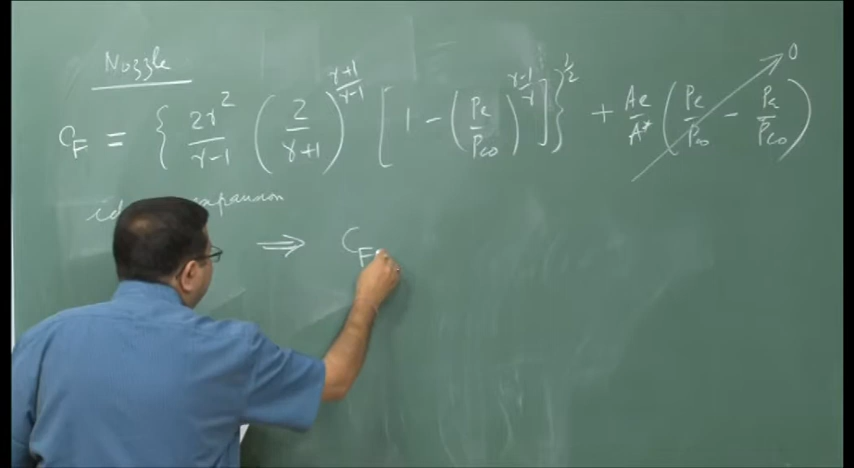 Nozzle
C_F = { 2γ² / (γ-1) ( 2 / (γ+1) )^((γ+1)/(γ-1)) [ 1 - ( Pe / Pco )^((γ-1)/γ) ] }^(1/2) + Ae / A* ( Pe / Pco - Pa / Pco ) → 0
⇒ C_F